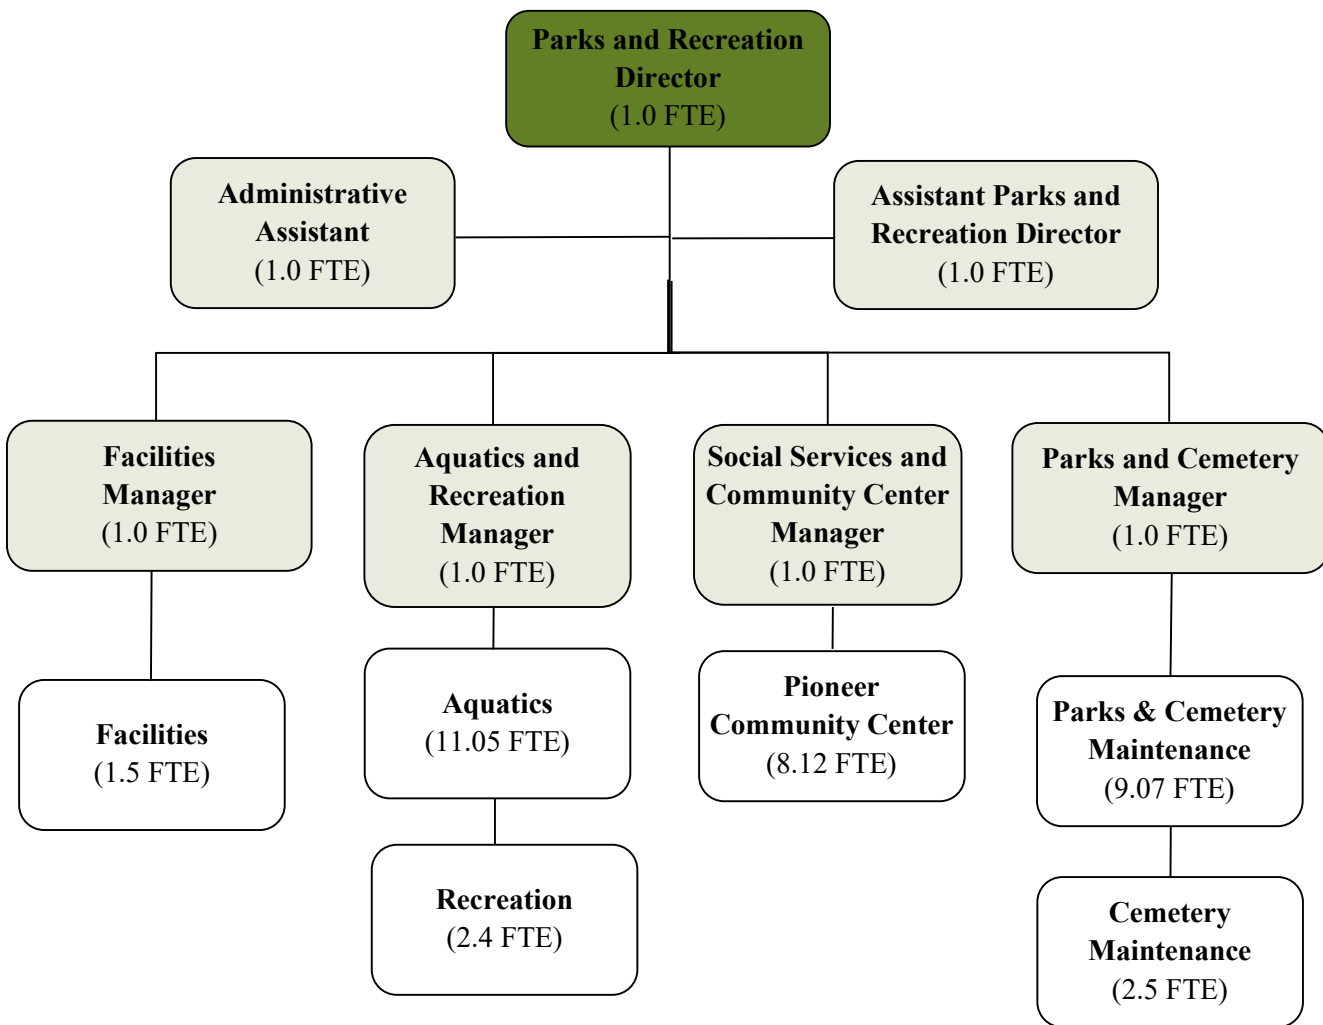 Parks and Recreation
Director
(1.0 FTE)
Administrative
Assistant
(1.0 FTE)
Assistant Parks and
Recreation Director
(1.0 FTE)
Facilities
Manager
(1.0 FTE)
Aquatics and
Recreation
Manager
(1.0 FTE)
Social Services and
Community Center
Manager
(1.0 FTE)
Parks and Cemetery
Manager
(1.0 FTE)
Facilities
(1.5 FTE)
Aquatics
(11.05 FTE)
Pioneer
Community Center
(8.12 FTE)
Parks & Cemetery
Maintenance
(9.07 FTE)
Recreation
(2.4 FTE)
Cemetery
Maintenance
(2.5 FTE)